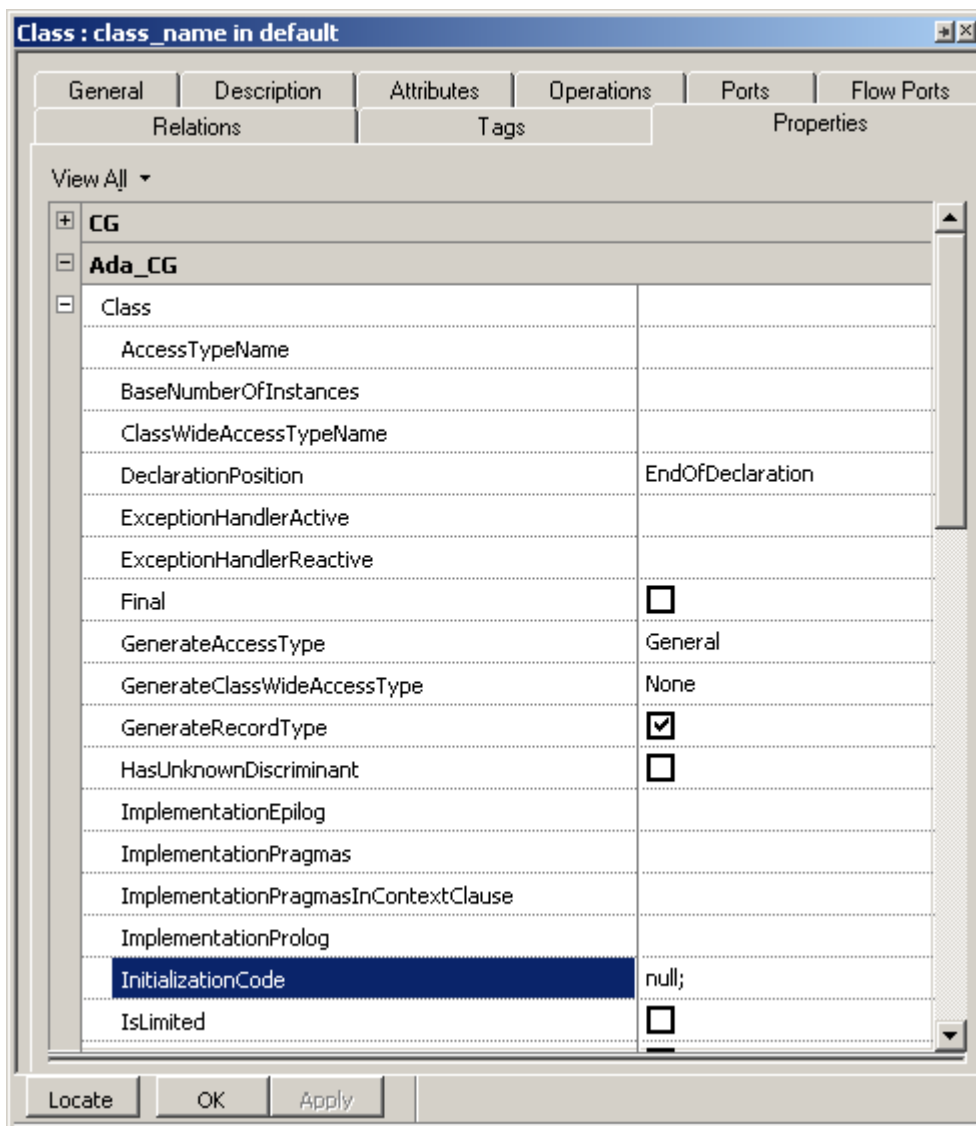 Class : class_name in default
General Description Attributes Operations Ports Flow Ports
Relations Tags Properties
View All
CG
Ada_CG
Class
AccessTypeName
BaseNumberOfInstances
ClassWideAccessTypeName
DeclarationPosition EndOfDeclaration
ExceptionHandlerActive
ExceptionHandlerReactive
Final
GenerateAccessType General
GenerateClassWideAccessType None
GenerateRecordType
HasUnknownDiscriminant
ImplementationEpilog
ImplementationPragmas
ImplementationPragmasInContextClause
ImplementationProlog
InitializationCode null;
IsLimited
Locate OK Apply